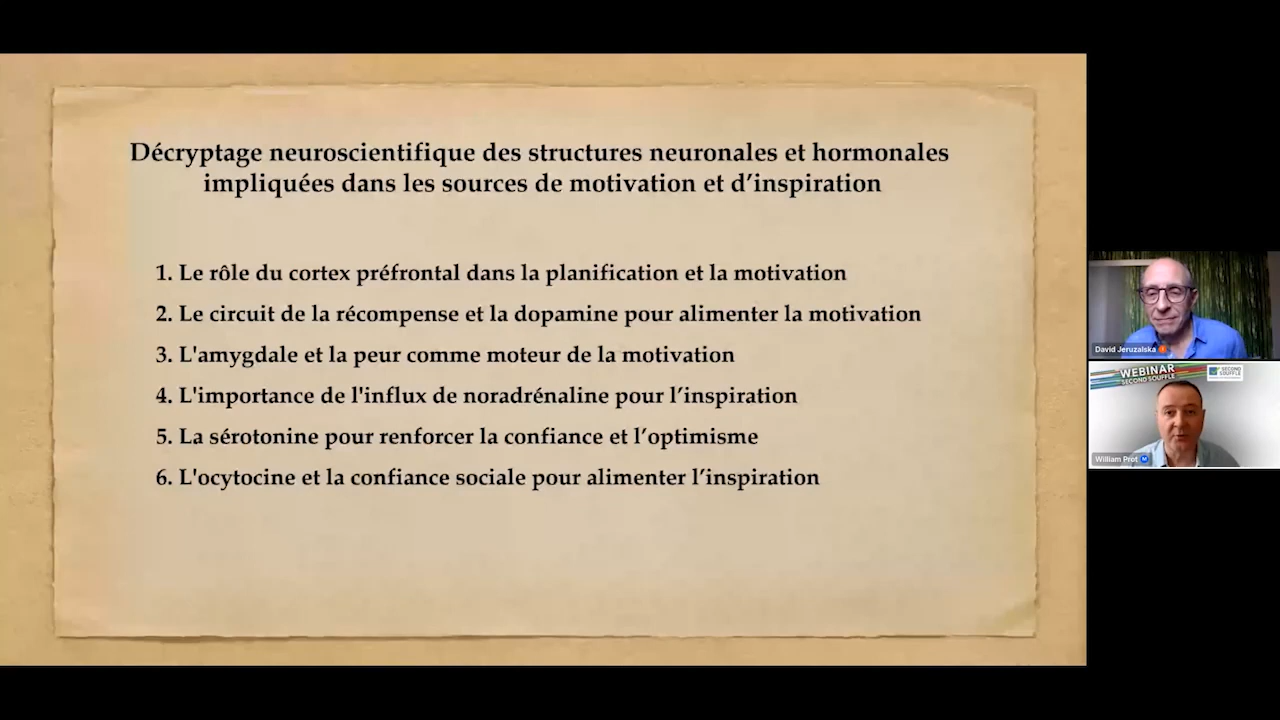 Décryptage neuroscientifique des structures neuronales et hormonales
impliquées dans les sources de motivation et d’inspiration
1. Le rôle du cortex préfrontal dans la planification et la motivation
2. Le circuit de la récompense et la dopamine pour alimenter la motivation
3. L'amygdale et la peur comme moteur de la motivation
4. L'importance de l'influx de noradrénaline pour l’inspiration
5. La sérotonine pour renforcer la confiance et l’optimisme
6. L'ocytocine et la confiance sociale pour alimenter l’inspiration
David Jeruzalska
WEBINAR
SECOND SOUFFLE
SECOND
SOUFFLE
William Prot